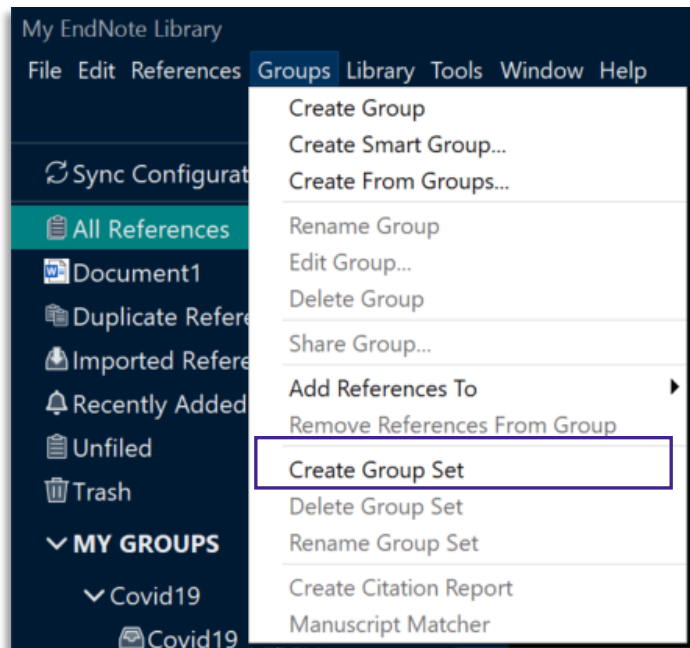 My EndNote Library
File Edit References Groups Library Tools Window Help
Create Group
Create Smart Group...
Create From Groups...
Rename Group
Edit Group...
Delete Group
Share Group...
Add References To
Remove References From Group
Create Group Set
Delete Group Set
Rename Group Set
Create Citation Report
Manuscript Matcher
Sync Configurat
All References
Document1
Duplicate Refere
Imported Refere
Recently Added
Unfiled
Trash
MY GROUPS
Covid19
Covid19